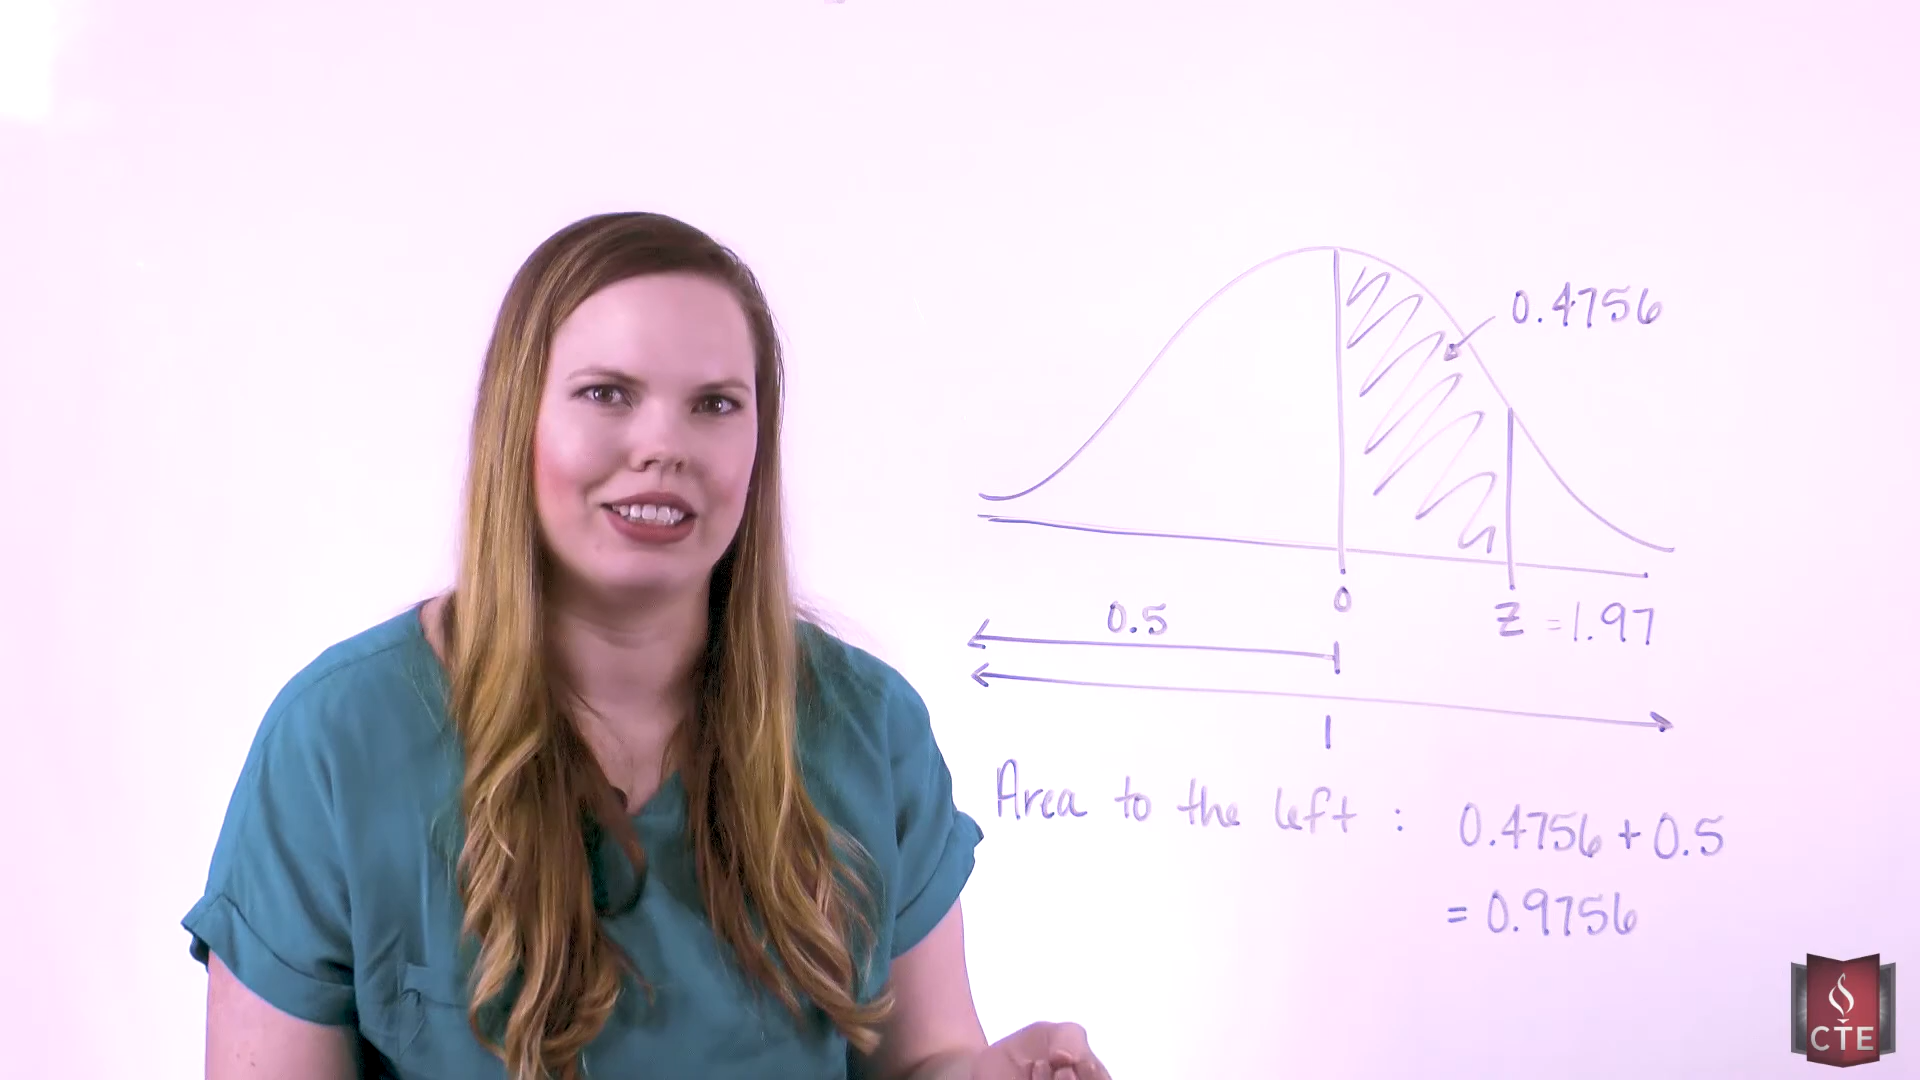 0.4756
0
z = 1.97
0.5
1
Area to the left : 0.4756 + 0.5
= 0.9756
CTE